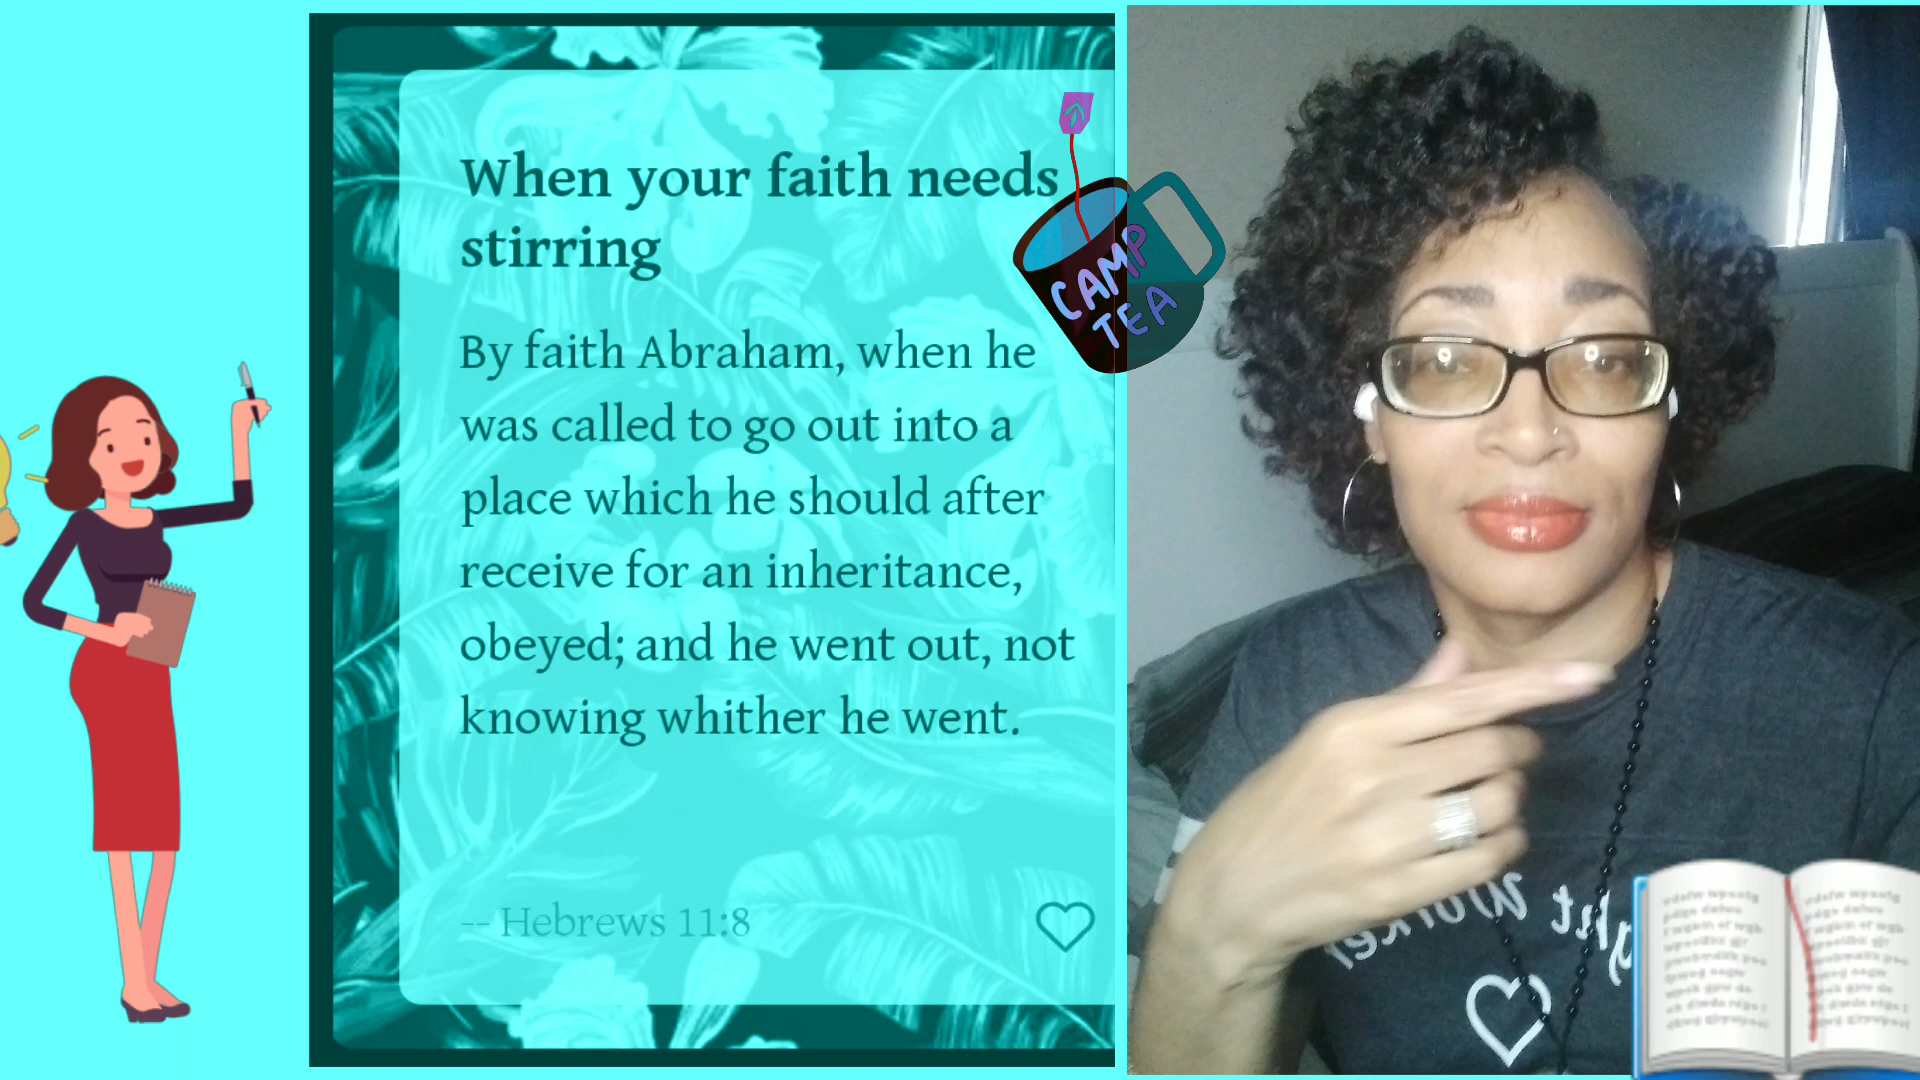 When your faith needs
stirring
By faith Abraham, when he
was called to go out into a
place which he should after
receive for an inheritance,
obeyed; and he went out, not
knowing whither he went.
-- Hebrews 11:8
CAMP
TEA
ght Worker